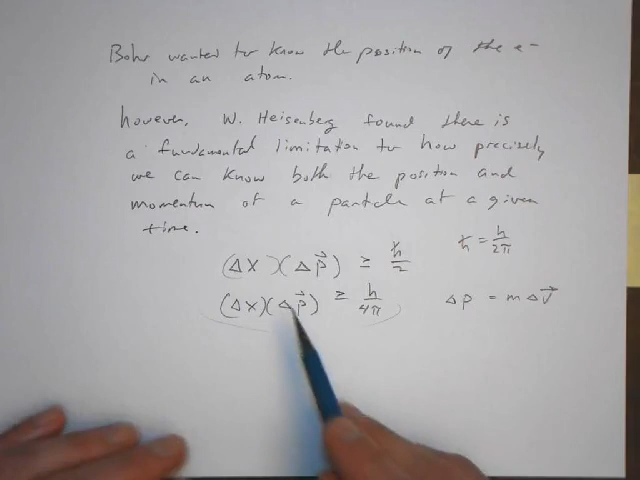 Bohr wanted to know the position of the e-
in an atom.
however, W. Heisenberg found there is
a fundamental limitation to how precisely
we can know both the position and
momentum of a particle at a given
time.
(Δx)(Δp⃗) ≥ ħ/2    ħ = h/2π
(Δx)(Δp⃗) ≥ h/4π    Δp = mΔv⃗